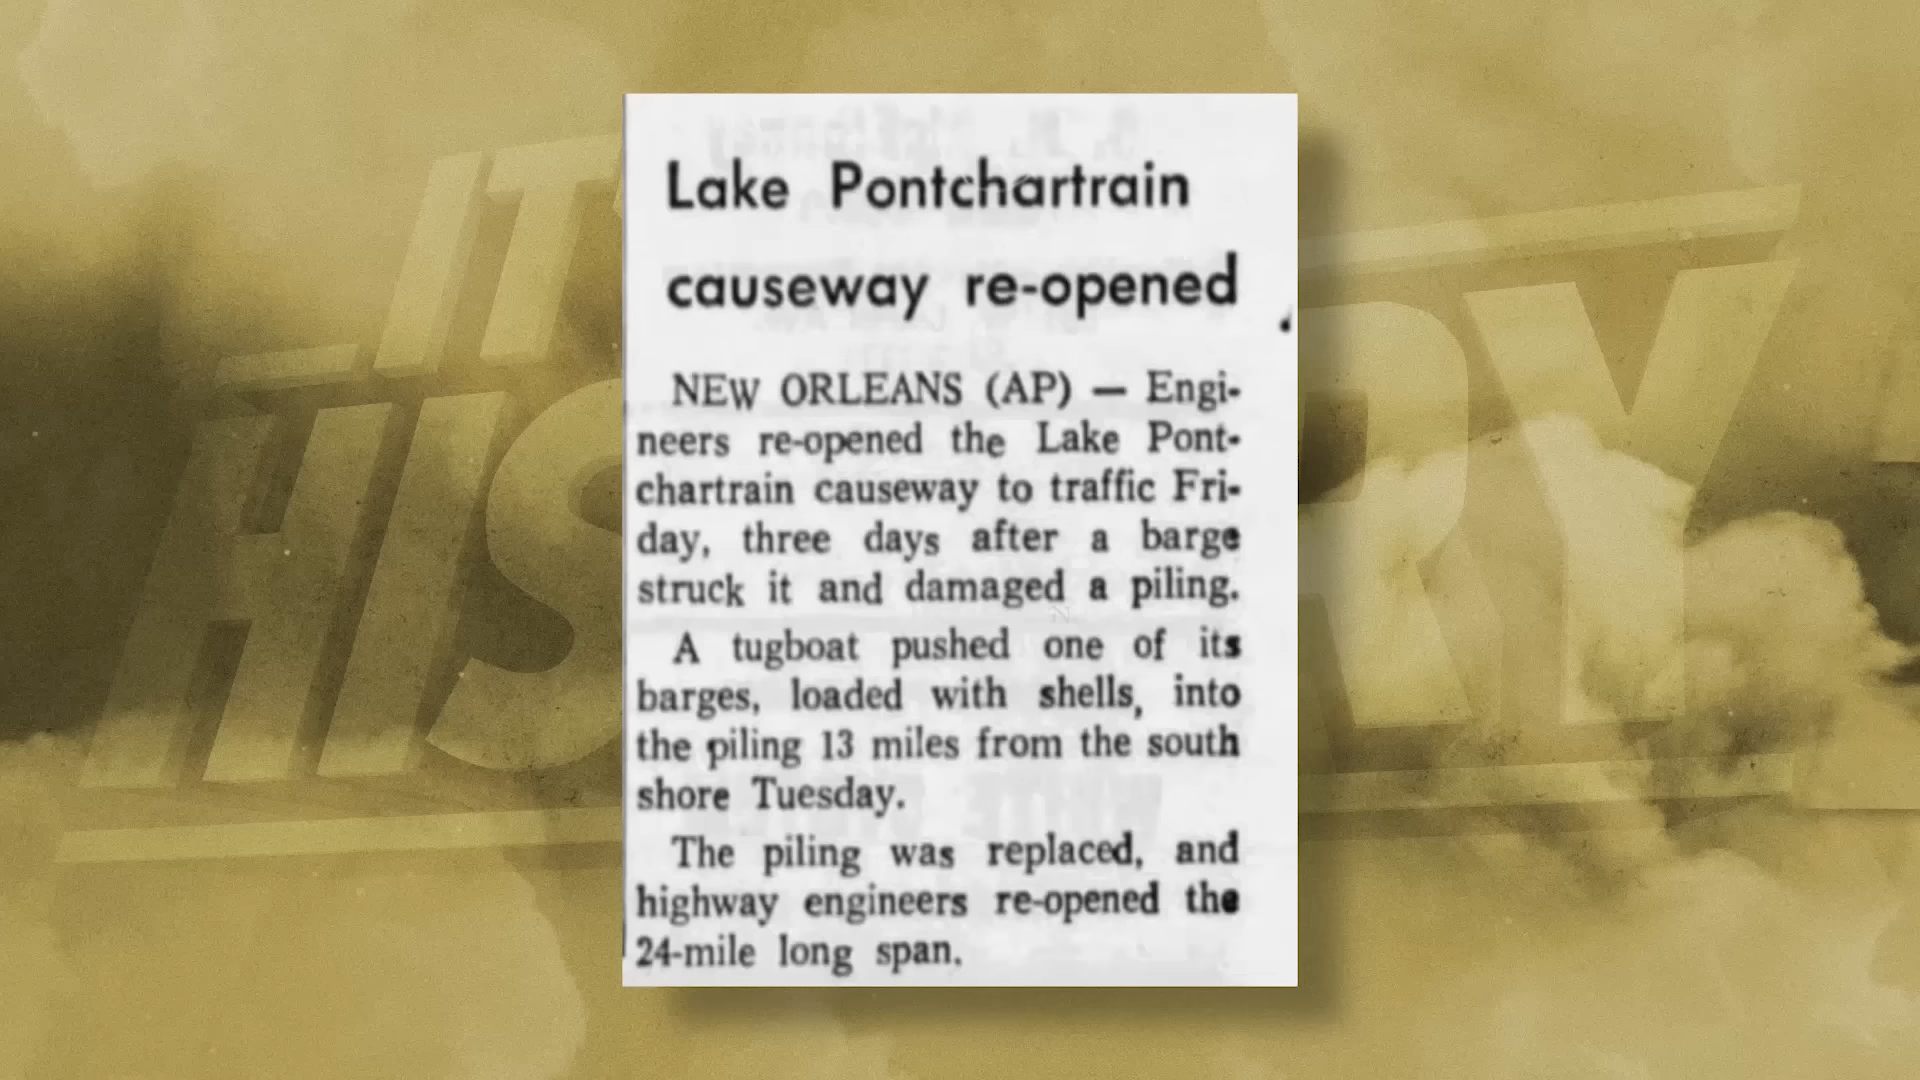 IT'S
HISTORY
Lake Pontchartrain
causeway re-opened
NEW ORLEANS (AP) — Engi-
neers re-opened the Lake Pont-
chartrain causeway to traffic Fri-
day, three days after a barge
struck it and damaged a piling.
A tugboat pushed one of its
barges, loaded with shells, into
the piling 13 miles from the south
shore Tuesday.
The piling was replaced, and
highway engineers re-opened the
24-mile long span.